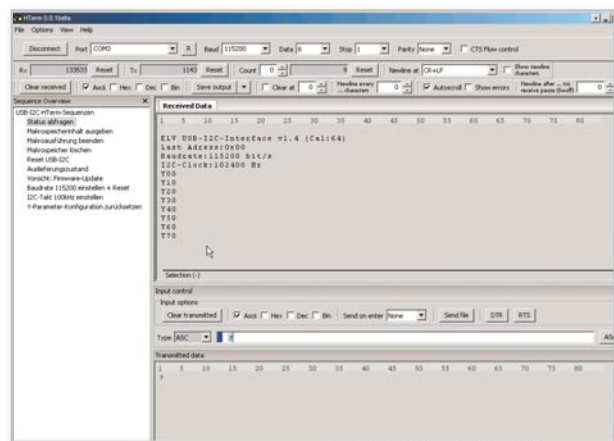 HTerm 0.8.1beta
File Options View Help
Disconnect Port COM3 R Baud 115200 Data 8 Stop 1 Parity None CTS Flow control
Rx 133533 Reset Tx 1143 Reset Count 0 9 Reset Newline at CR+LF Show newline characters
Clear received Ascii Hex Dec Bin Save output Clear at 0 Newline every ... characters 0 Autoscroll Show errors Newline after ... ms receive pause (0=off) 0
Sequence Overview X
USB-I2C-HTerm-Sequenzen
Status abfragen
Makrospeicherinhalt ausgeben
Makroausführung beenden
Makrospeicher löschen
Reset USB-I2C
Auslieferungszustand
Vorsicht: Firmware-Update
Baudrate 115200 einstellen + Reset
I2C-Takt 100kHz einstellen
Y-Parameter-Konfiguration zurücksetzen
Received Data
1 5 10 15 20 25 30 35 40 45 50 55 60 65 70 75 80
ELV USB-I2C-Interface v1.4 (Cal:64)
Last Adress:0x00
Baudrate:115200 bit/s
I2C-Clock:102400 Hz
Y00
Y10
Y20
Y30
Y40
Y50
Y60
Y70
Selection (-)
Input control
Input options
Clear transmitted Ascii Hex Dec Bin Send on enter None Send file DTR RTS
Type ASC ASe
Transmitted data
1 5 10 15 20 25 30 35 40 45 50 55 60 65 70 75 80
?